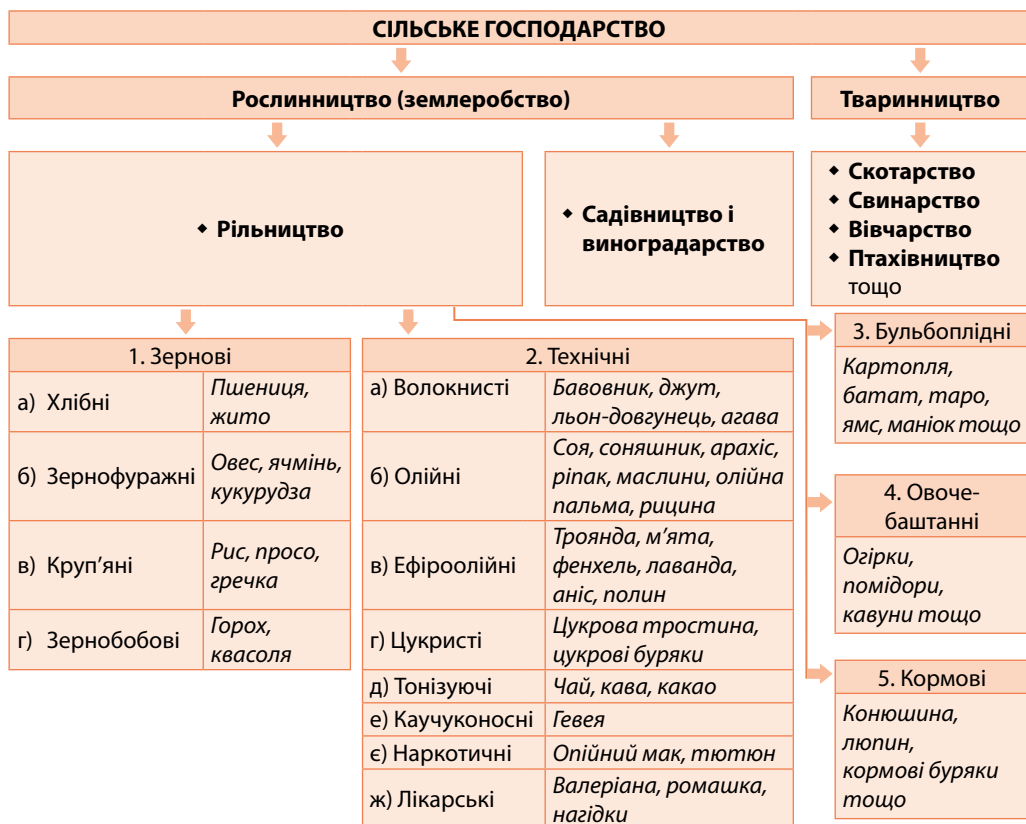 СІЛЬСЬКЕ ГОСПОДАРСТВО
Рослинництво (землеробство)
Тваринництво
◆ Рільництво
◆ Садівництво і
виноградарство
◆ Скотарство
◆ Свинарство
◆ Вівчарство
◆ Птахівництво
тощо
1. Зернові
а) Хлібні
Пшениця,
жито
б) Зернофуражні
Овес, ячмінь,
кукурудза
в) Круп’яні
Рис, просо,
гречка
г) Зернобобові
Горох,
квасоля
2. Технічні
а) Волокнисті
Бавовник, джут,
льон-довгунець, агава
б) Олійні
Соя, соняшник, арахіс,
ріпак, маслини, олійна
пальма, рицина
в) Ефіроолійні
Троянда, м’ята,
фенхель, лаванда,
аніс, полин
г) Цукристі
Цукрова тростина,
цукрові буряки
д) Тонізуючі
Чай, кава, какао
е) Каучуконосні
Гевея
є) Наркотичні
Опійний мак, тютюн
ж) Лікарські
Валеріана, ромашка,
нагідки
3. Бульбоплідні
Картопля,
батат, таро,
ямс, маніок тощо
4. Овоче-
баштанні
Огірки,
помідори,
кавуни тощо
5. Кормові
Конюшина,
люпин,
кормові буряки
тощо